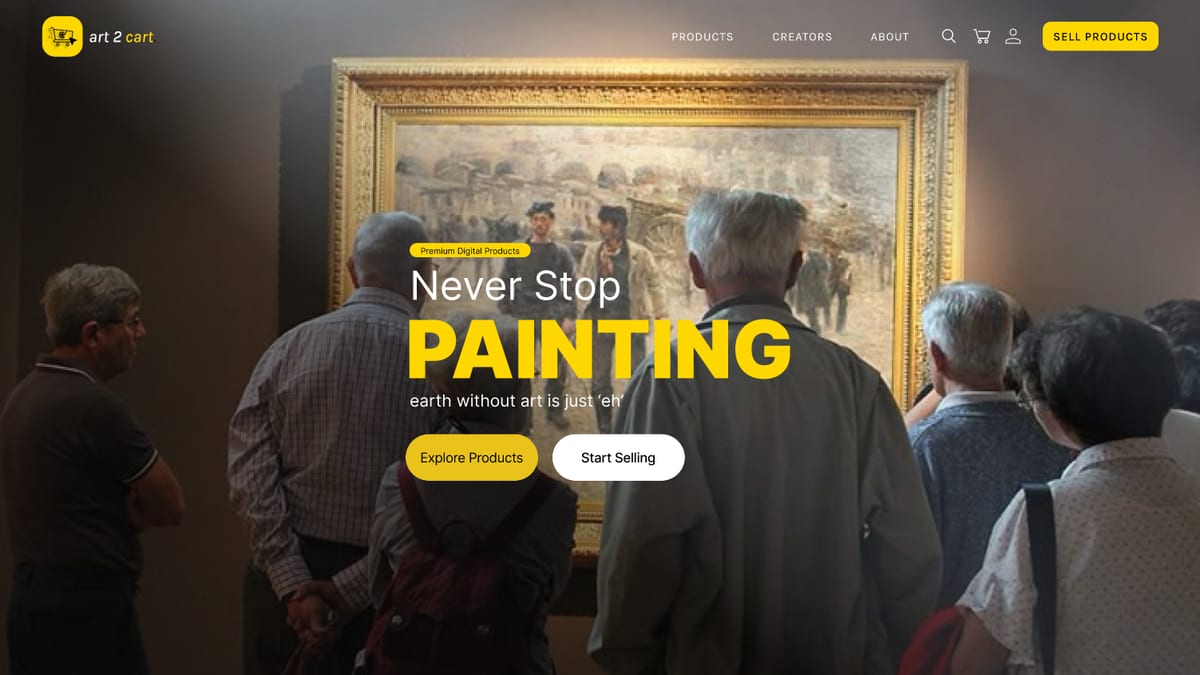 art 2 cart.
PRODUCTS
CREATORS
ABOUT
SELL PRODUCTS
Premium Digital Products
Never Stop
PAINTING
earth without art is just ‘eh’
Explore Products
Start Selling